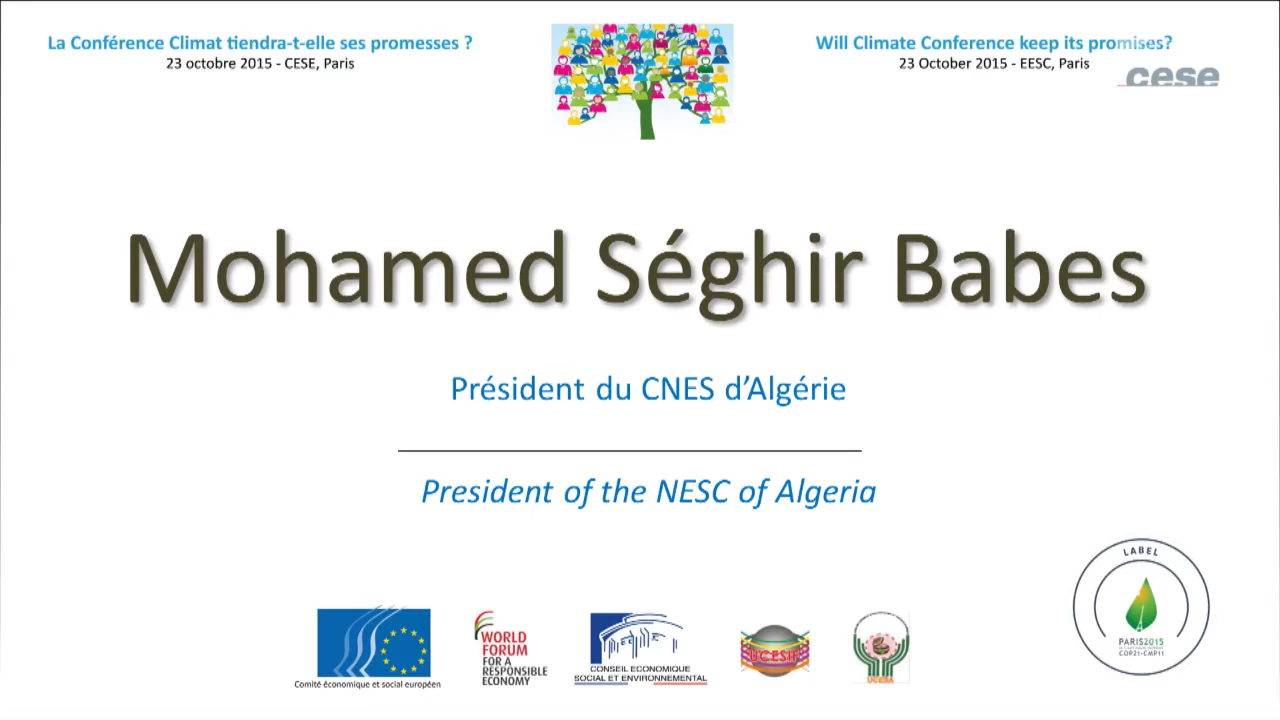 La Conférence Climat tiendra-t-elle ses promesses ?
23 octobre 2015 - CESE, Paris
Will Climate Conference keep its promises?
23 October 2015 - EESC, Paris
cese
Mohamed Séghir Babes
Président du CNES d'Algérie
President of the NESC of Algeria
LABEL
PARIS2015
COP21·CMP11
Comité économique et social européen
WORLD
FORUM
FOR A
RESPONSIBLE
ECONOMY
CONSEIL ECONOMIQUE
SOCIAL ET ENVIRONNEMENTAL
UCESIF